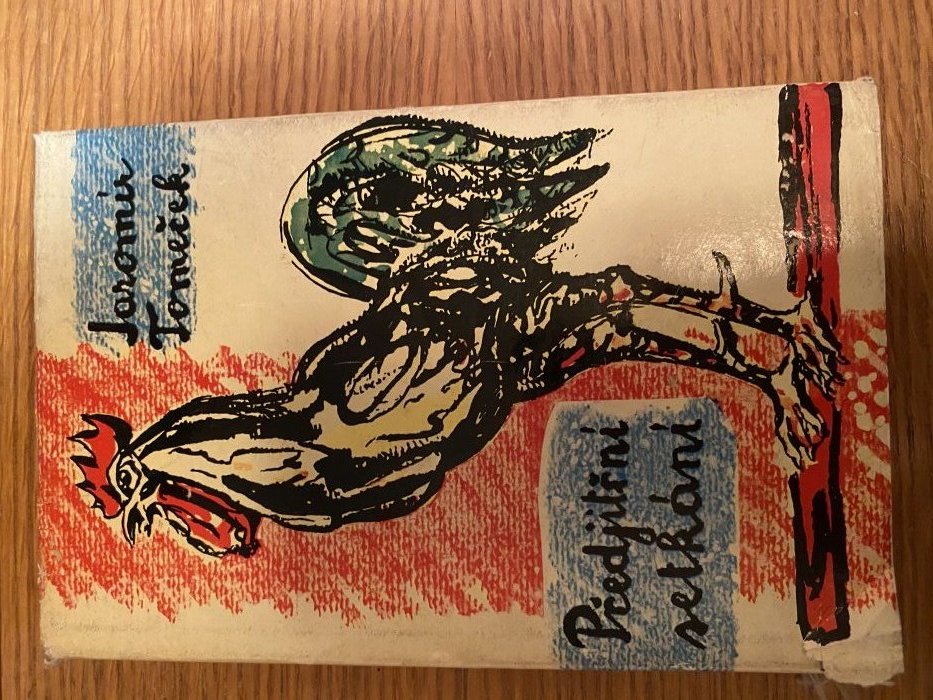 Jaromír
Tomeček
Předjitřní
setkání